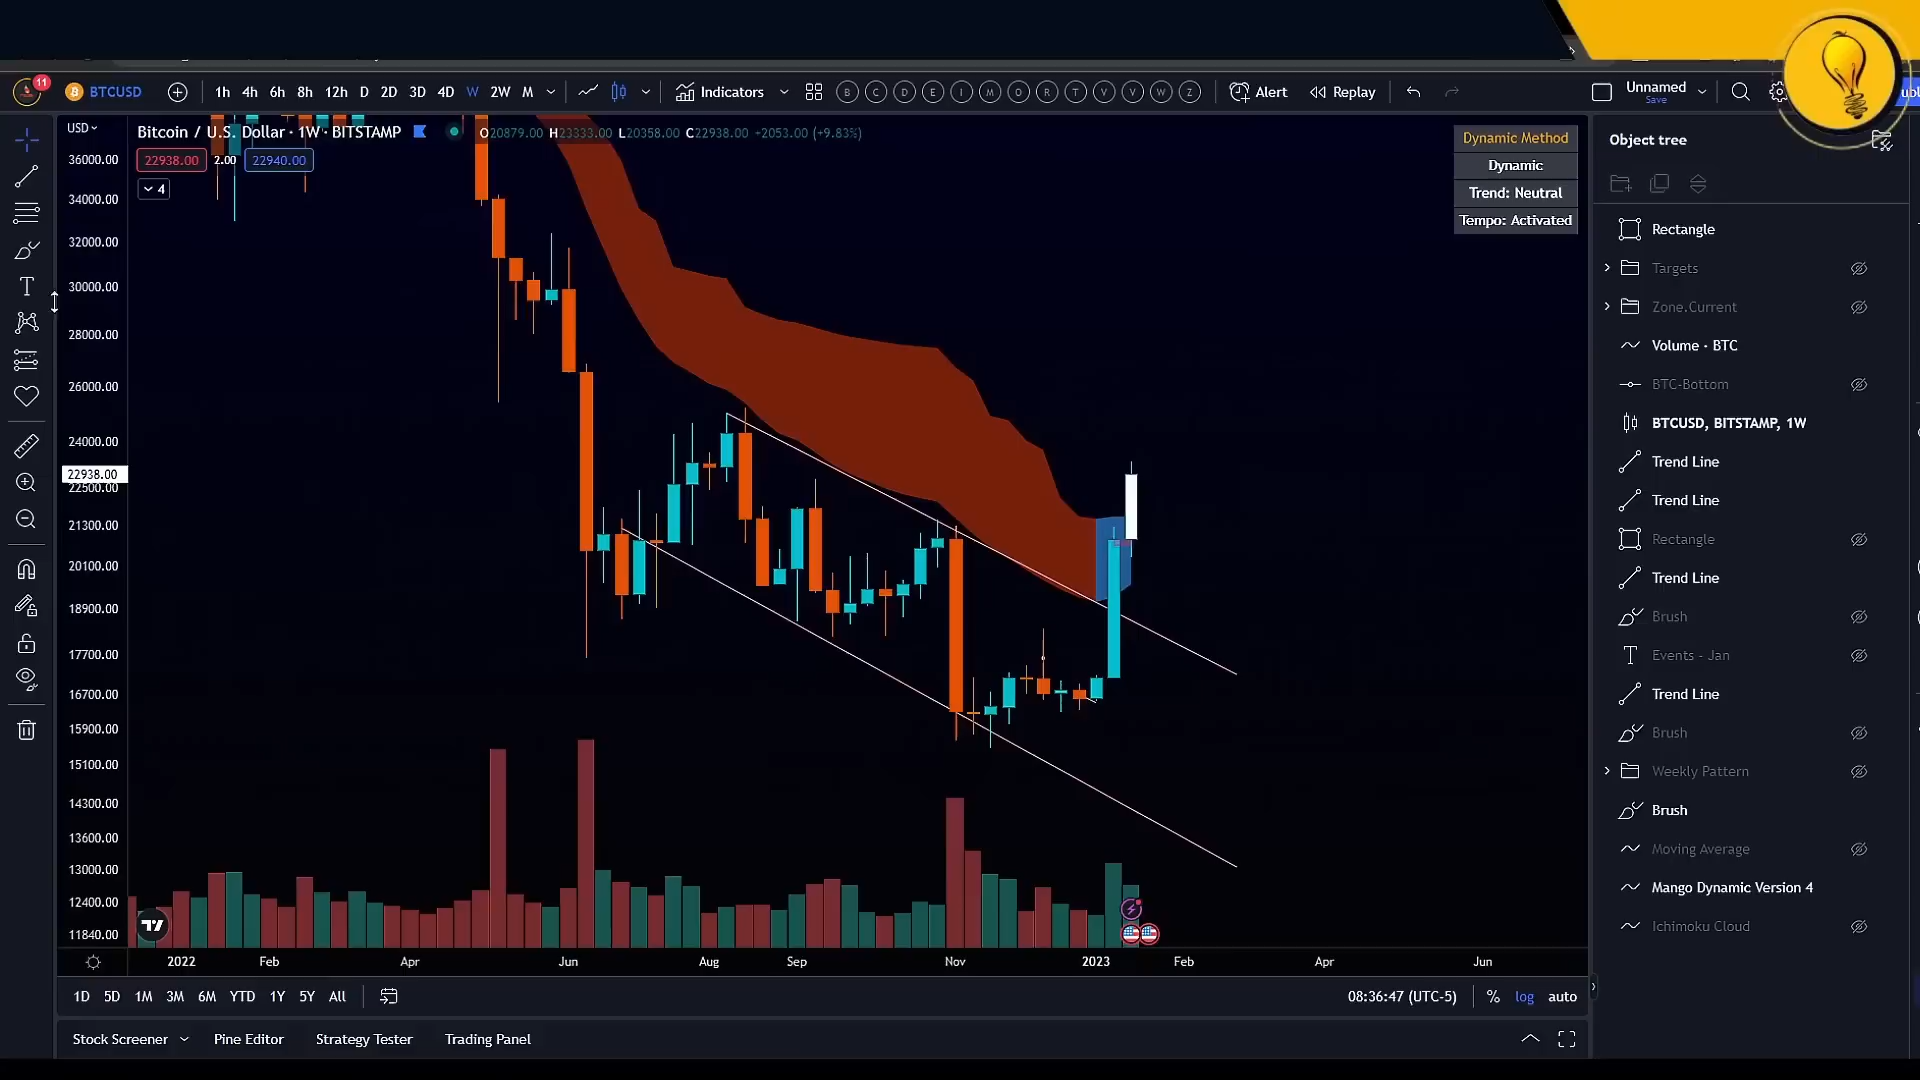 11 BTCUSD 1h 4h 6h 8h 12h D 2D 3D 4D W 2W M Indicators B C D E I M O R T V V W Z Alert Replay Unnamed
Save
USD Bitcoin / U.S. Dollar · 1W · BITSTAMP O20879.00 H23333.00 L20358.00 C22938.00 +2053.00 (+9.83%)
22938.00 2.00 22940.00
4
Dynamic Method
Dynamic
Trend: Neutral
Tempo: Activated
36000.00
34000.00
32000.00
30000.00
28000.00
26000.00
24000.00
22938.00
22500.00
21300.00
20100.00
18900.00
17700.00
16700.00
15900.00
15100.00
14300.00
13600.00
13000.00
12400.00
11840.00
2022 Feb Apr Jun Aug Sep Nov 2023 Feb Apr Jun
1D 5D 1M 3M 6M YTD 1Y 5Y All 08:36:47 (UTC-5) % log auto
Stock Screener Pine Editor Strategy Tester Trading Panel
Object tree
Rectangle
Targets
Zone.Current
Volume · BTC
BTC-Bottom
BTCUSD, BITSTAMP, 1W
Trend Line
Trend Line
Rectangle
Trend Line
Brush
Events - Jan
Trend Line
Brush
Weekly Pattern
Brush
Moving Average
Mango Dynamic Version 4
Ichimoku Cloud